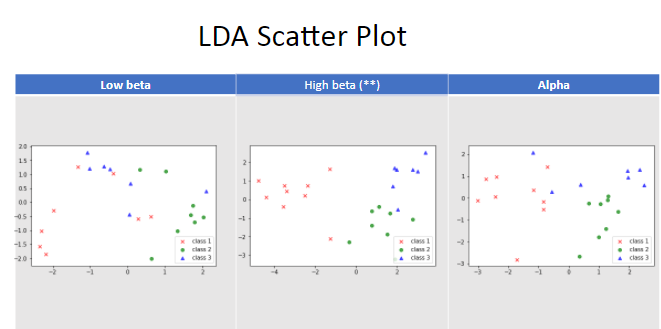 LDA Scatter Plot
Low beta
High beta (**)
Alpha
2.0
1.5
1.0
0.5
0.0
−0.5
−1.0
−1.5
−2.0
−2 −1 0 1 2
class 1
class 2
class 3
2
1
0
−1
−2
−3
−4 −2 0 2
class 1
class 2
class 3
2
1
0
−1
−2
−3
−3 −2 −1 0 1 2
class 1
class 2
class 3